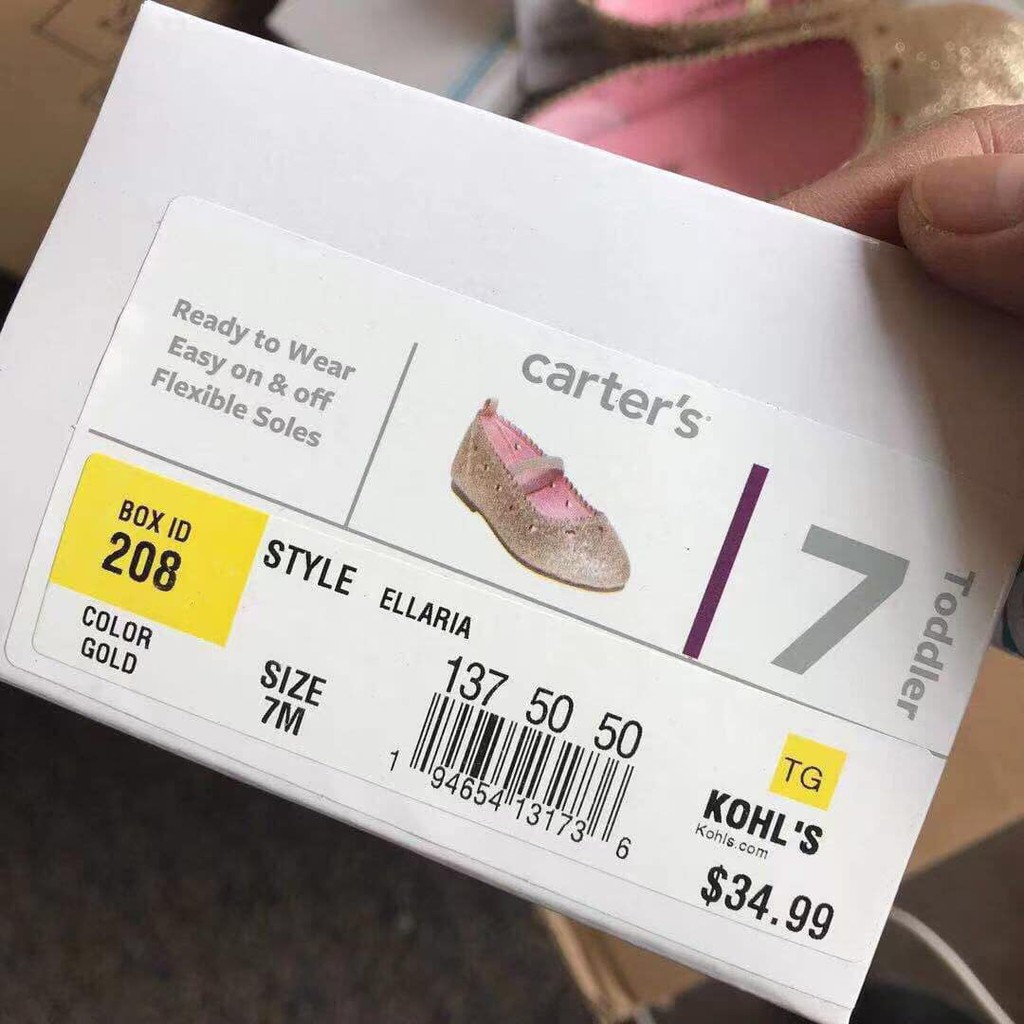 Ready to Wear
Easy on & off
Flexible Soles
carter's
7
Toddler
BOX ID
208
STYLE ELLARIA
COLOR
GOLD
SIZE
7M
137 50 50
1 94654 13173 6
TG
KOHL'S
Kohls.com
$34.99